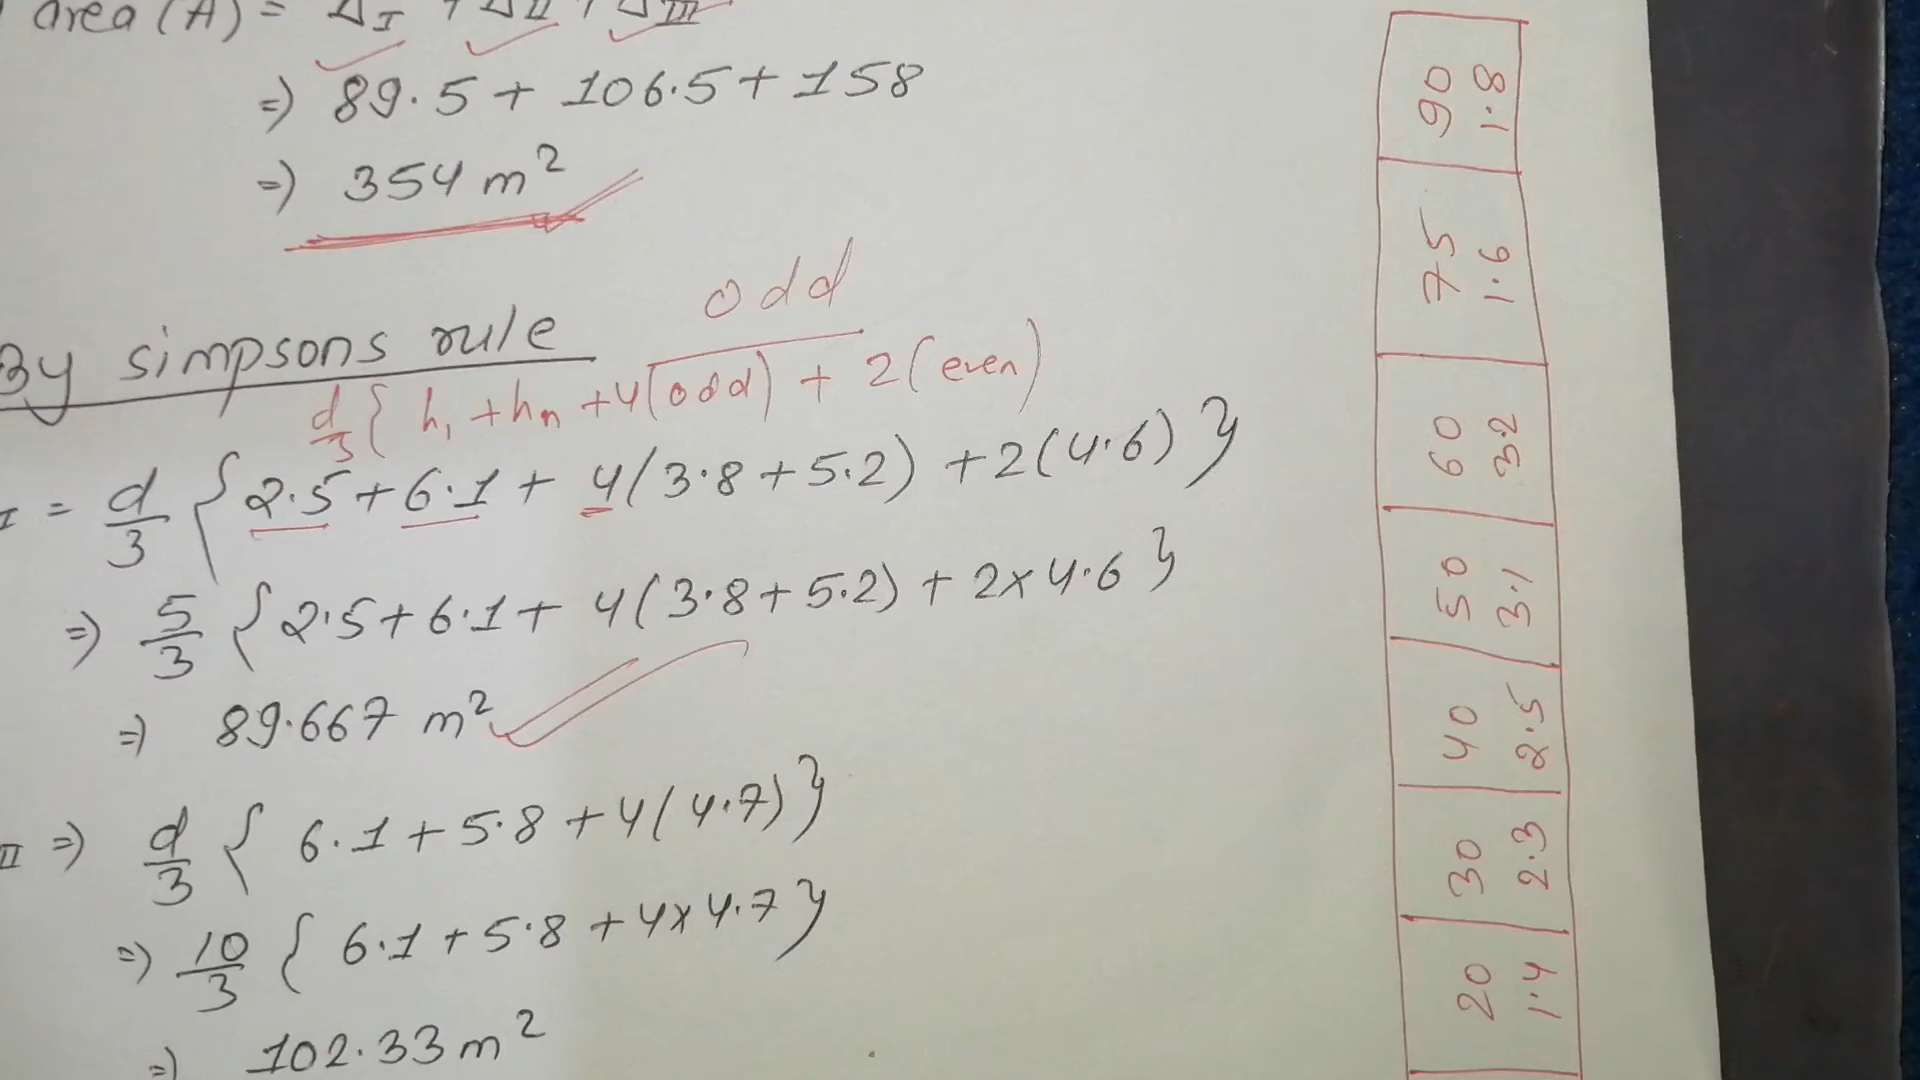 area (A) = Δ_I + Δ_II + Δ_III
=) 89.5 + 106.5 + 158
=) 354 m²
odd
By simpsons rule
d/3 { h₁ + hₙ + 4(odd) + 2(even)
I = d/3 { 2.5 + 6.1 + 4(3.8 + 5.2) + 2(4.6) }
=) 5/3 { 2.5 + 6.1 + 4(3.8 + 5.2) + 2×4.6 }
=) 89.667 m²
II =) d/3 { 6.1 + 5.8 + 4(4.7) }
=) 10/3 { 6.1 + 5.8 + 4×4.7 }
=) 102.33 m²
20 30 40 50 60 75 90
1.4 2.3 2.5 3.1 3.2 1.6 1.8